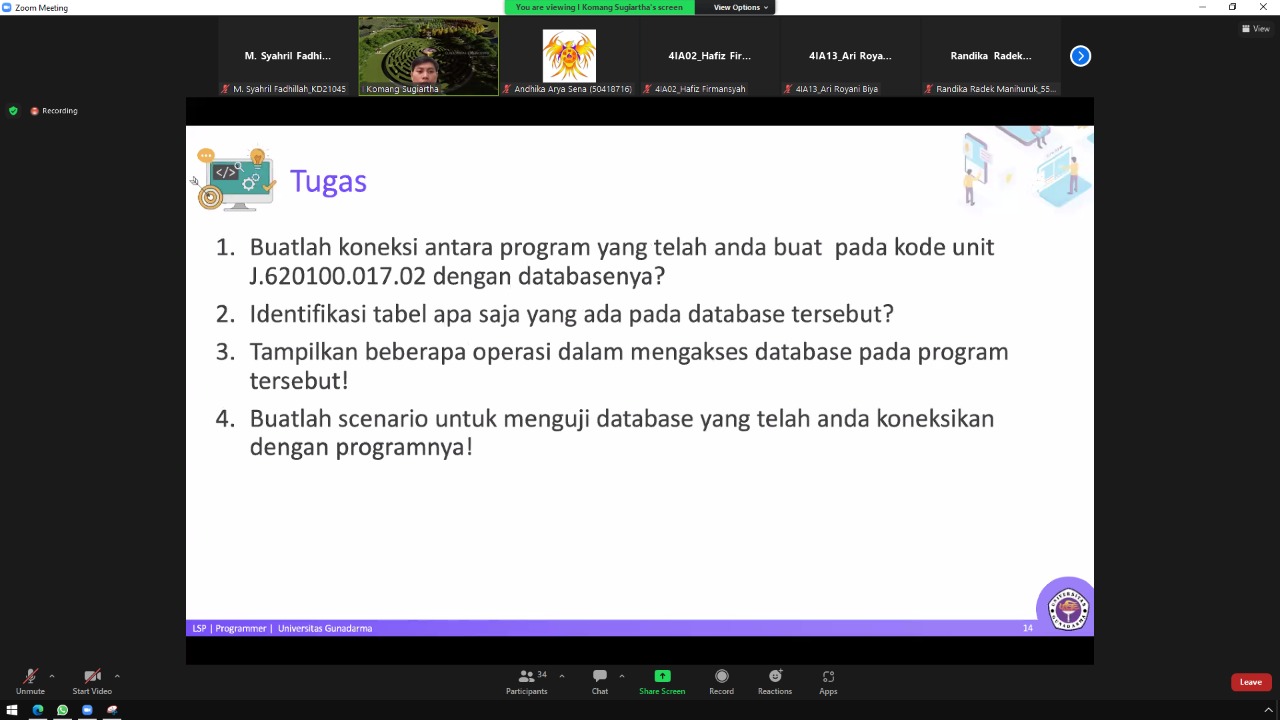 Zoom Meeting
You are viewing I Komang Sugiartha's screen
View Options
View
M. Syahril Fadhi...
4IA02_Hafiz Fir...
4IA13_Ari Roya...
Randika Radek...
M. Syahril Fadhillah_KD21045
I Komang Sugiartha
Andhika Arya Sena (50418716)
4IA02_Hafiz Firmansyah
4IA13_Ari Royani Biya
Randika Radek Manihuruk_55...
Recording
</>
Tugas
1. Buatlah koneksi antara program yang telah anda buat pada kode unit
J.620100.017.02 dengan databasenya?
2. Identifikasi tabel apa saja yang ada pada database tersebut?
3. Tampilkan beberapa operasi dalam mengakses database pada program
tersebut!
4. Buatlah scenario untuk menguji database yang telah anda koneksikan
dengan programnya!
UNIVERSITAS
GUNADARMA
LSP | Programmer | Universitas Gunadarma
14
Unmute
Start Video
Participants
34
Chat
Share Screen
Record
Reactions
Apps
Leave